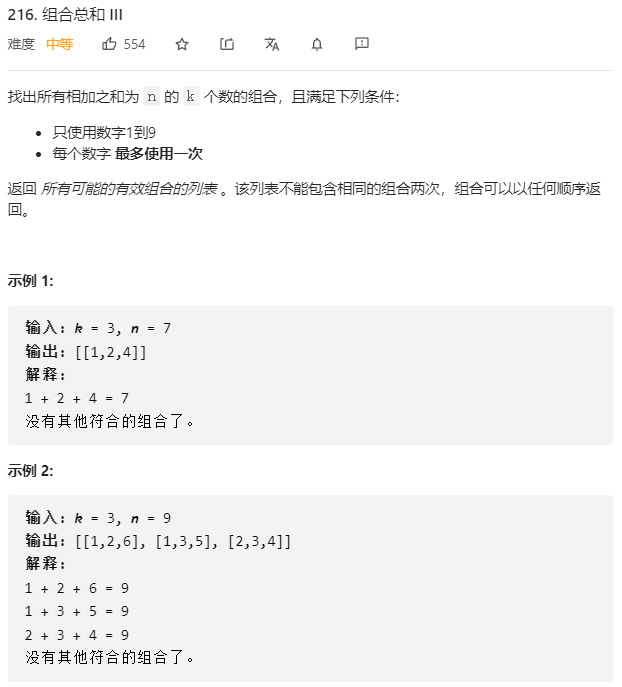 216. 组合总和 III
难度 中等 554
找出所有相加之和为 n 的 k 个数的组合，且满足下列条件：
只使用数字1到9
每个数字 最多使用一次
返回 所有可能的有效组合的列表 。该列表不能包含相同的组合两次，组合可以以任何顺序返
回。
示例 1:
输入: k = 3, n = 7
输出: [[1,2,4]]
解释:
1 + 2 + 4 = 7
没有其他符合的组合了。
示例 2:
输入: k = 3, n = 9
输出: [[1,2,6], [1,3,5], [2,3,4]]
解释:
1 + 2 + 6 = 9
1 + 3 + 5 = 9
2 + 3 + 4 = 9
没有其他符合的组合了。